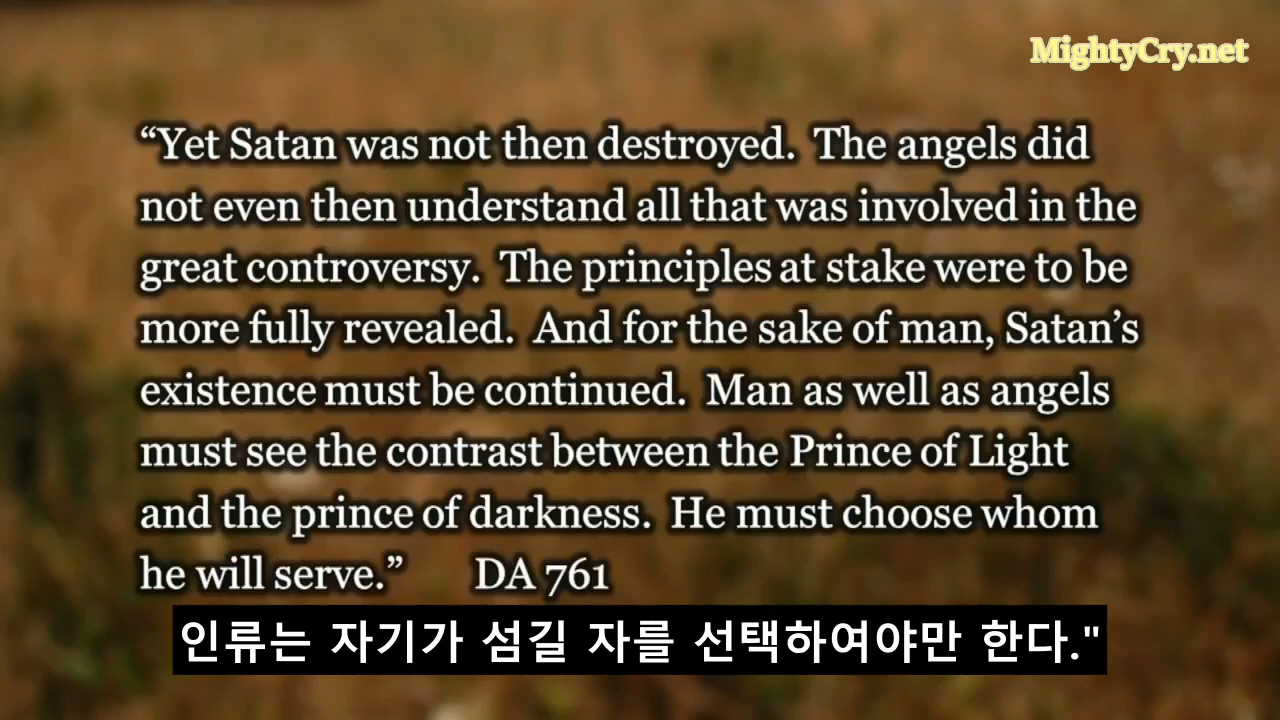 MightyCry.net
“Yet Satan was not then destroyed. The angels did
not even then understand all that was involved in the
great controversy. The principles at stake were to be
more fully revealed. And for the sake of man, Satan’s
existence must be continued. Man as well as angels
must see the contrast between the Prince of Light
and the prince of darkness. He must choose whom
he will serve.” DA 761
인류는 자기가 섬길 자를 선택하여야만 한다."